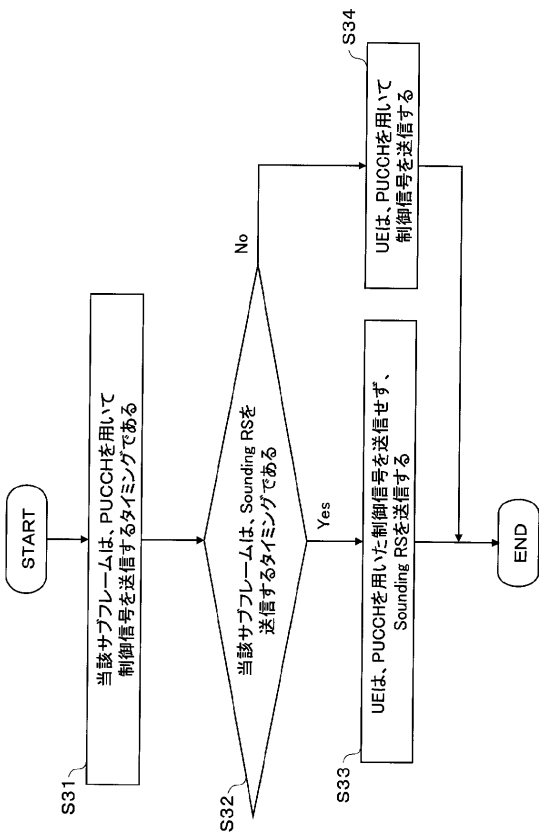 START
S31
当該サブフレームは、PUCCHを用いて
制御信号を送信するタイミングである
S32
当該サブフレームは、Sounding RSを
送信するタイミングである
No
Yes
S33
UEは、PUCCHを用いた制御信号を送信せず、
Sounding RSを送信する
S34
UEは、PUCCHを用いて
制御信号を送信する
END